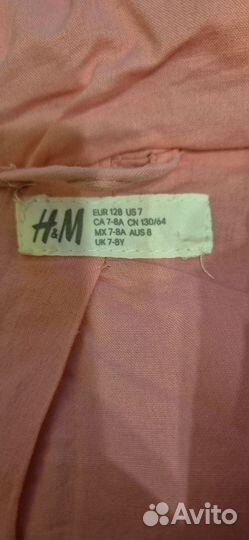 H&M
EUR 128 US 7
CA 7-8A CN 130/64
MX 7-8A AUS 8
UK 7-8Y
Avito